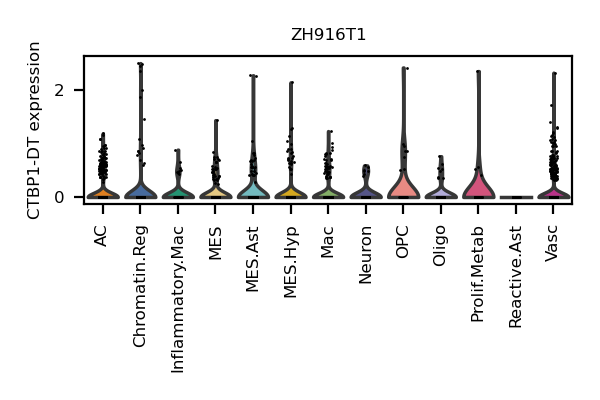 ZH916T1
CTBP1-DT expression
2
0
AC
Chromatin.Reg
Inflammatory.Mac
MES
MES.Ast
MES.Hyp
Mac
Neuron
OPC
Oligo
Prolif.Metab
Reactive.Ast
Vasc